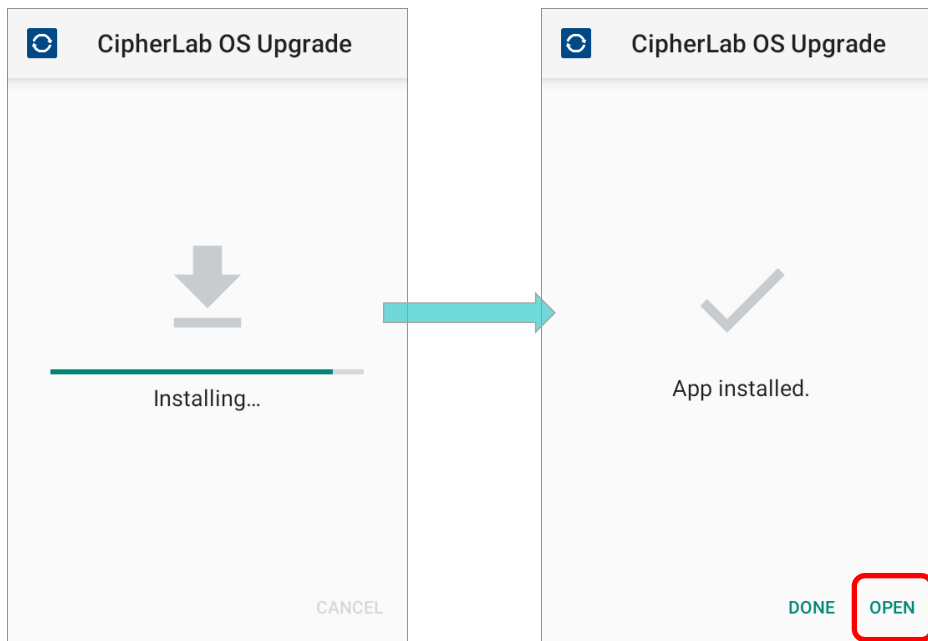 CipherLab OS Upgrade
Installing…
CANCEL
CipherLab OS Upgrade
App installed.
DONE OPEN